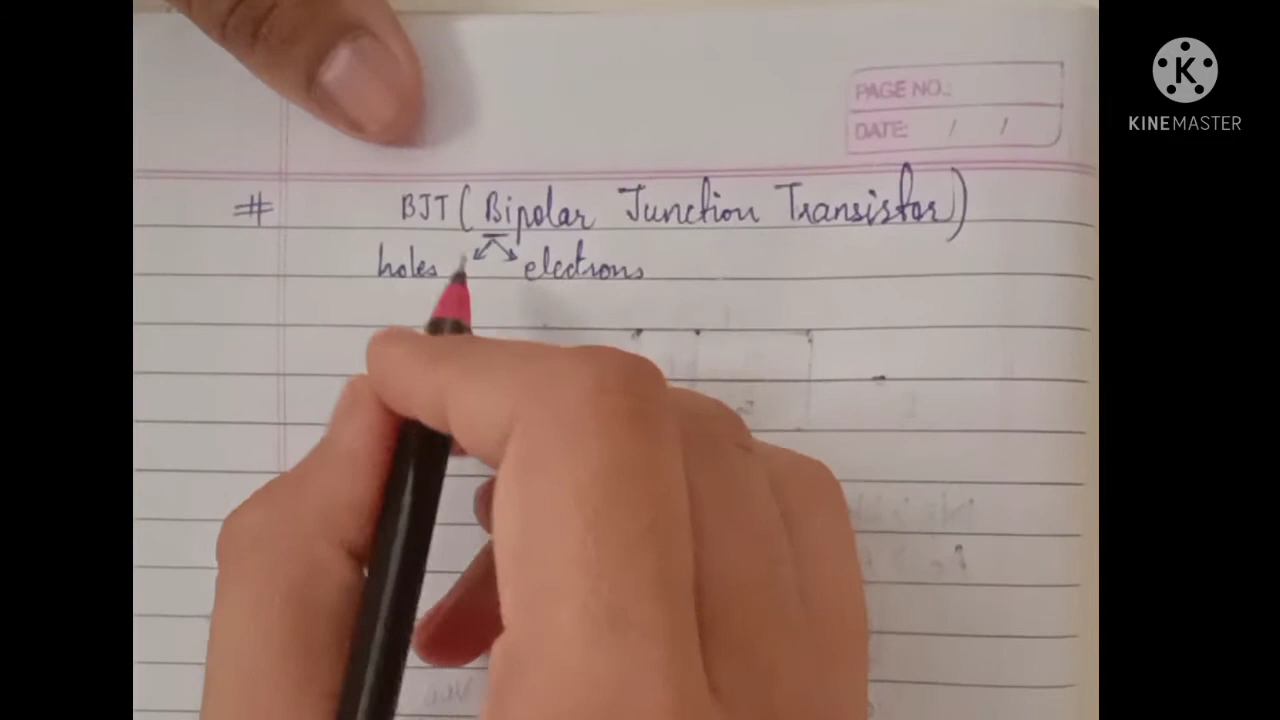 PAGE NO.:
DATE: / /
KINEMASTER
# BJT (Bipolar Junction Transistor)
holes electrons